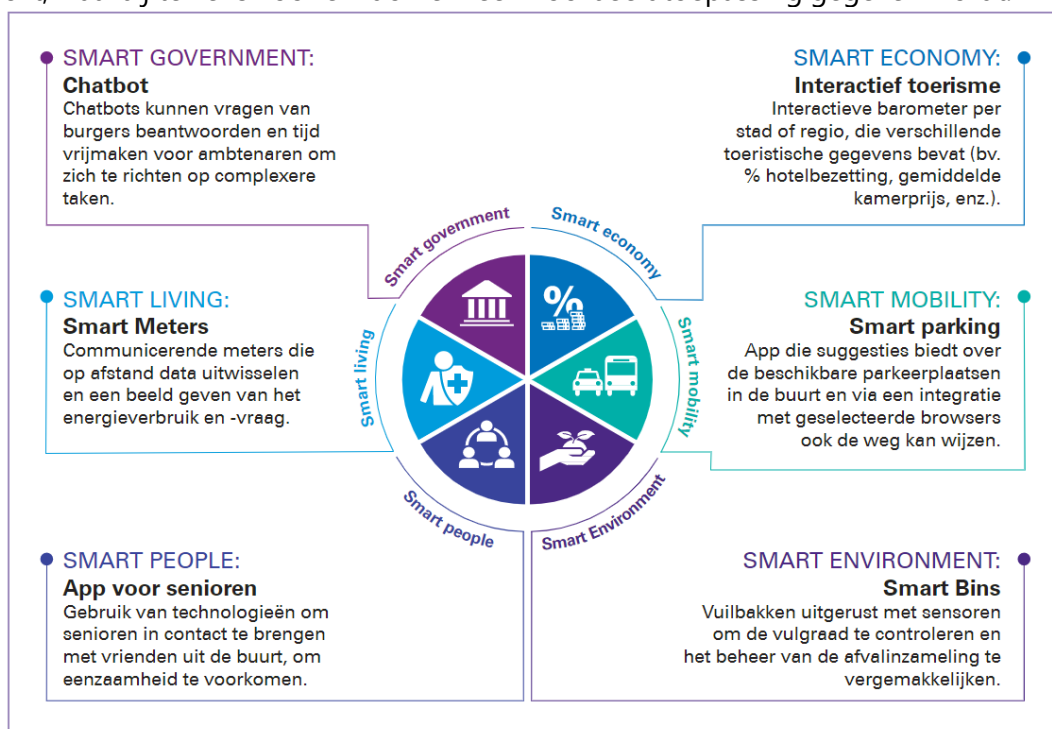 SMART GOVERNMENT:
Chatbot
Chatbots kunnen vragen van
burgers beantwoorden en tijd
vrijmaken voor ambtenaren om
zich te richten op complexere
taken.
SMART ECONOMY:
Interactief toerisme
Interactieve barometer per
stad of regio, die verschillende
toeristische gegevens bevat (bv.
% hotelbezetting, gemiddelde
kamerprijs, enz.).
Smart government
Smart economy
SMART LIVING:
Smart Meters
Communicerende meters die
op afstand data uitwisselen
en een beeld geven van het
energieverbruik en -vraag.
Smart living
%
Smart mobility
SMART MOBILITY:
Smart parking
App die suggesties biedt over
de beschikbare parkeerplaatsen
in de buurt en via een integratie
met geselecteerde browsers
ook de weg kan wijzen.
Smart people
Smart Environment
SMART PEOPLE:
App voor senioren
Gebruik van technologieën om
senioren in contact te brengen
met vrienden uit de buurt, om
eenzaamheid te voorkomen.
SMART ENVIRONMENT:
Smart Bins
Vuilbakken uitgerust met sensoren
om de vulgraad te controleren en
het beheer van de afvalinzameling te
vergemakkelijken.